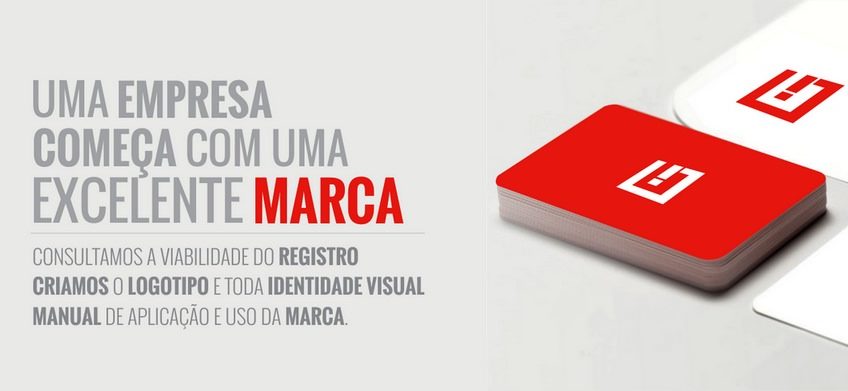 UMA EMPRESA
COMEÇA COM UMA
EXCELENTE MARCA
CONSULTAMOS A VIABILIDADE DO REGISTRO
CRIAMOS O LOGOTIPO E TODA IDENTIDADE VISUAL
MANUAL DE APLICAÇÃO E USO DA MARCA.